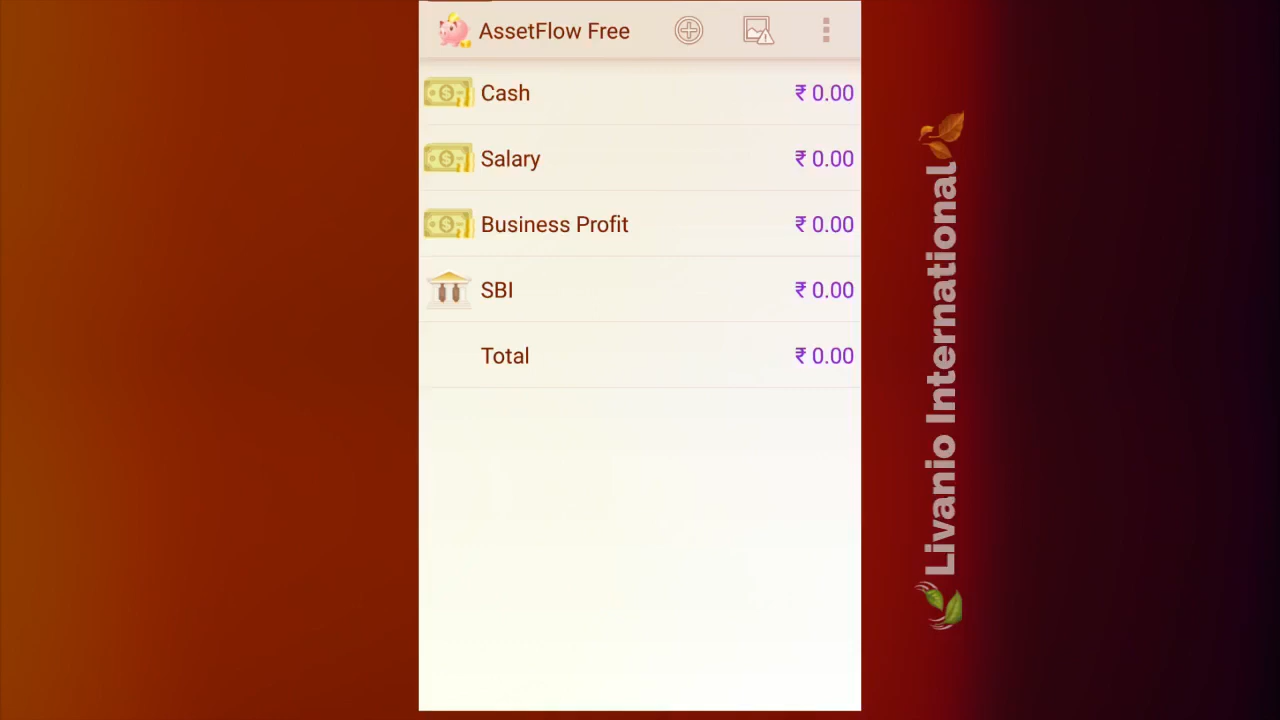 AssetFlow Free
Cash ₹ 0.00
Salary ₹ 0.00
Business Profit ₹ 0.00
SBI ₹ 0.00
Total ₹ 0.00
Livanio International